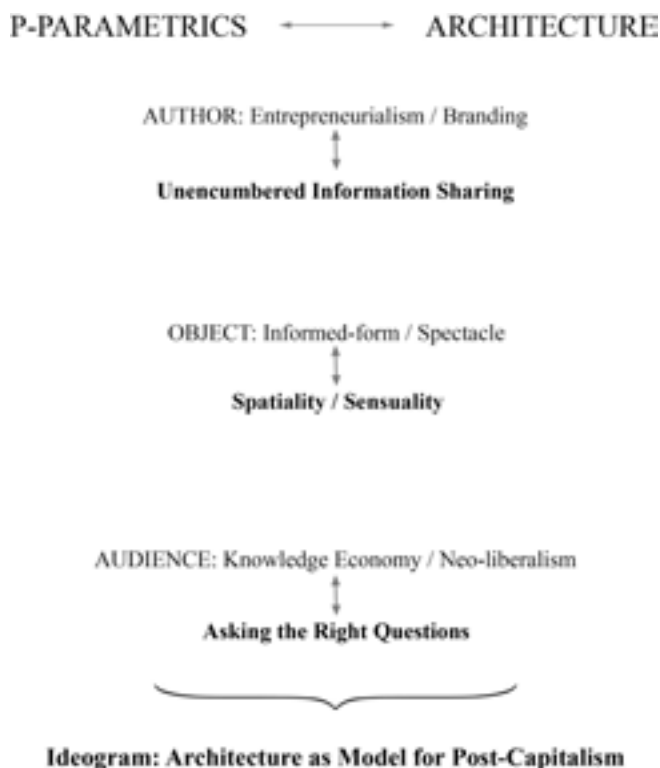 P-PARAMETRICS ARCHITECTURE
AUTHOR: Entrepreneurialism / Branding
Unencumbered Information Sharing
OBJECT: Informed-form / Spectacle
Spatiality / Sensuality
AUDIENCE: Knowledge Economy / Neo-liberalism
Asking the Right Questions
Ideogram: Architecture as Model for Post-Capitalism